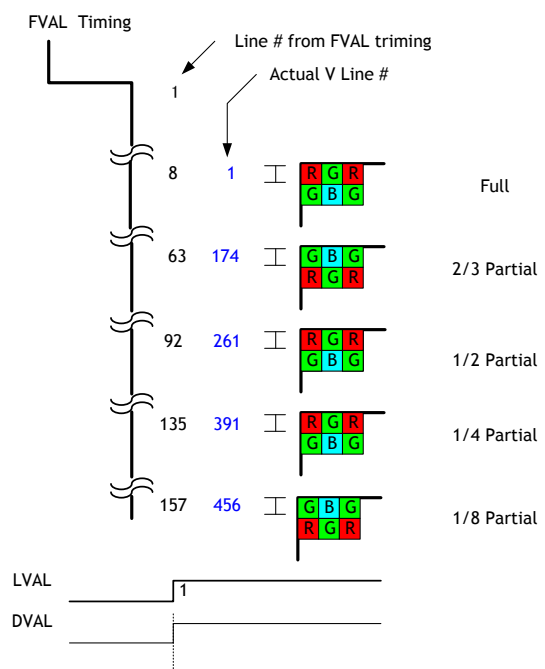 FVAL Timing
Line # from FVAL triming
Actual V Line #
1
8 1 R G R Full
G B G
63 174 G B G 2/3 Partial
R G R
92 261 R G R 1/2 Partial
G B G
135 391 R G R 1/4 Partial
G B G
157 456 G B G 1/8 Partial
R G R
LVAL 1
DVAL